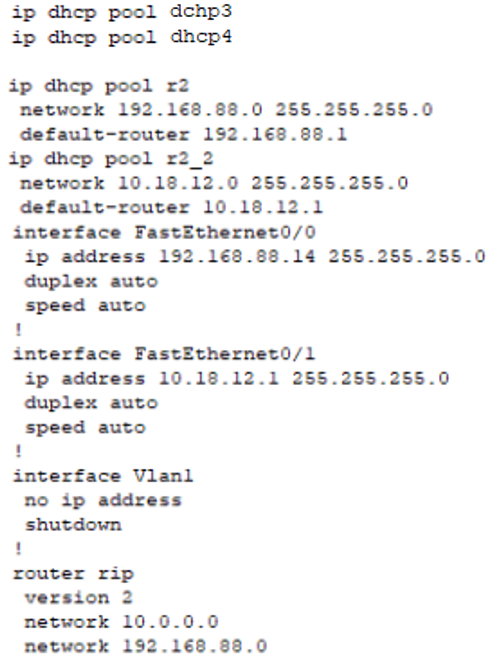 ip dhcp pool dchp3
ip dhcp pool dhcp4
ip dhcp pool r2
network 192.168.88.0 255.255.255.0
default-router 192.168.88.1
ip dhcp pool r2_2
network 10.18.12.0 255.255.255.0
default-router 10.18.12.1
interface FastEthernet0/0
ip address 192.168.88.14 255.255.255.0
duplex auto
speed auto
!
interface FastEthernet0/1
ip address 10.18.12.1 255.255.255.0
duplex auto
speed auto
!
interface Vlan1
no ip address
shutdown
!
router rip
version 2
network 10.0.0.0
network 192.168.88.0